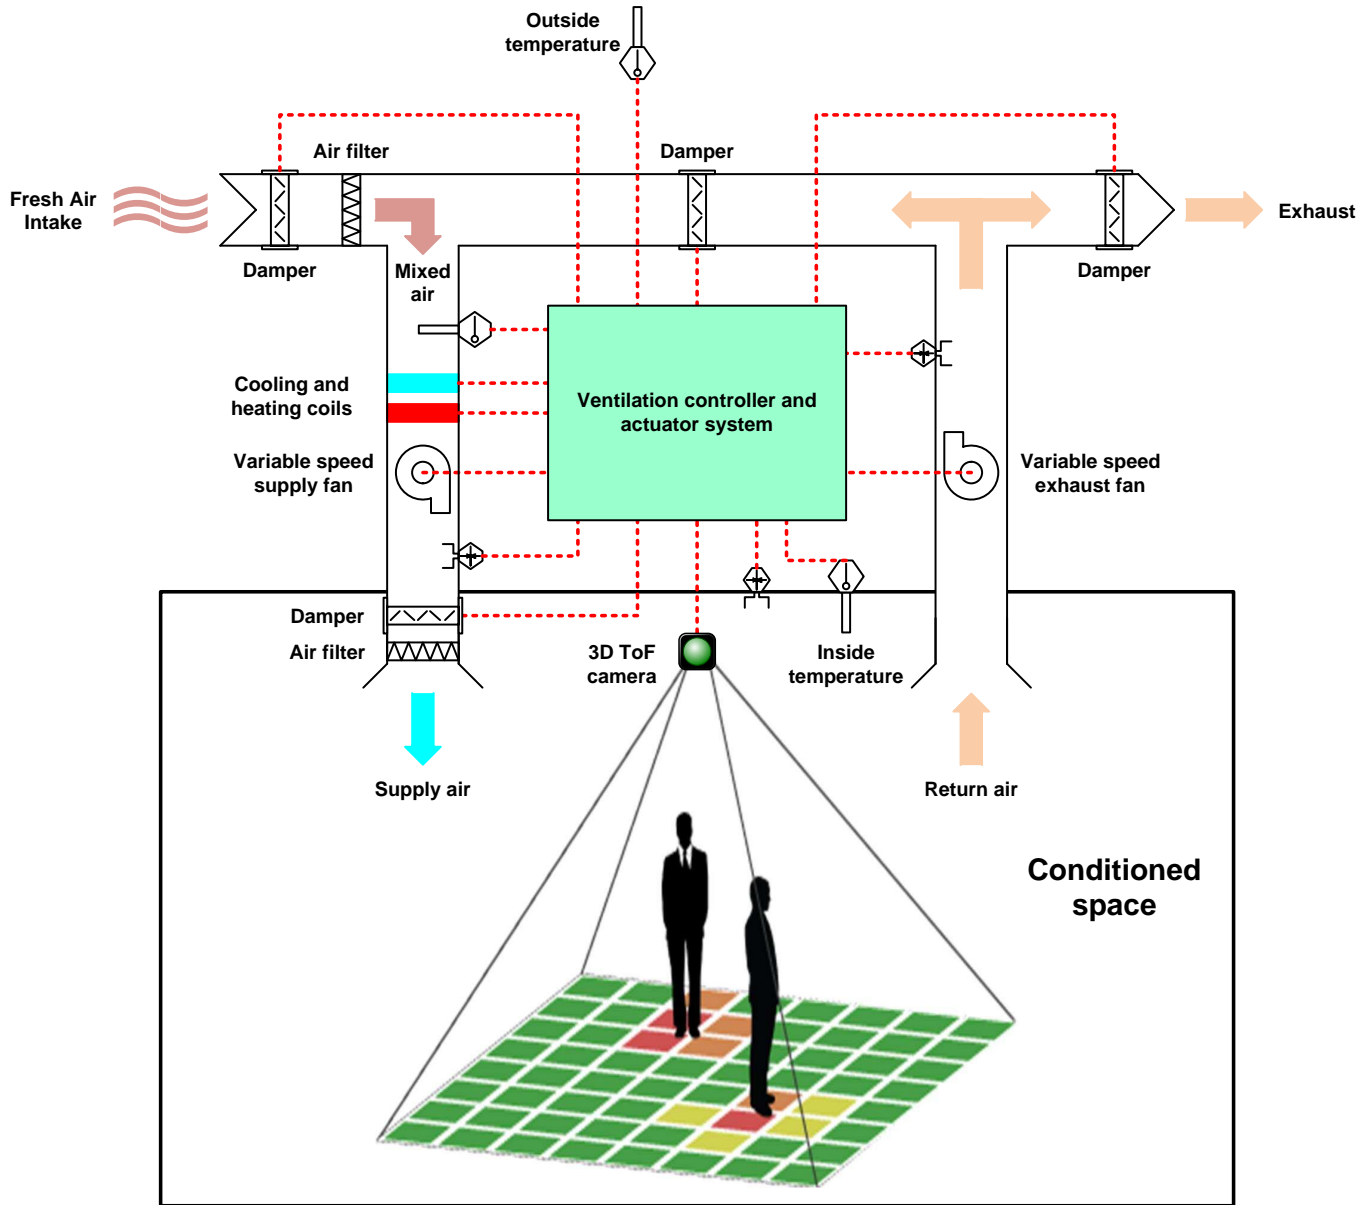 Outside
temperature
Air filter
Damper
Fresh Air
Intake
Exhaust
Damper
Mixed
air
Damper
Cooling and
heating coils
Ventilation controller and
actuator system
Variable speed
supply fan
Variable speed
exhaust fan
Damper
Air filter
3D ToF
camera
Inside
temperature
Supply air
Return air
Conditioned
space